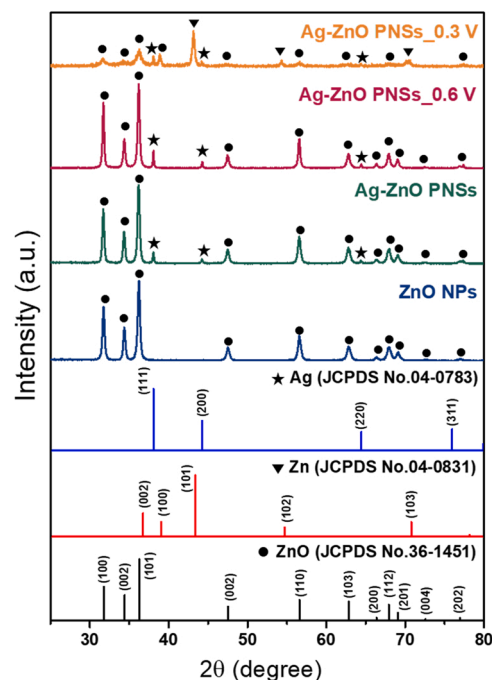 Ag-ZnO PNSs_0.3 V
Ag-ZnO PNSs_0.6 V
Ag-ZnO PNSs
ZnO NPs
Intensity (a.u.)
★ Ag (JCPDS No.04-0783)
(111)
(200)
(220)
(311)
▼ Zn (JCPDS No.04-0831)
(002)
(100)
(101)
(102)
(103)
● ZnO (JCPDS No.36-1451)
(100)
(002)
(101)
(002)
(110)
(103)
(200)
(112)
(201)
(004)
(202)
30 40 50 60 70 80
2θ (degree)